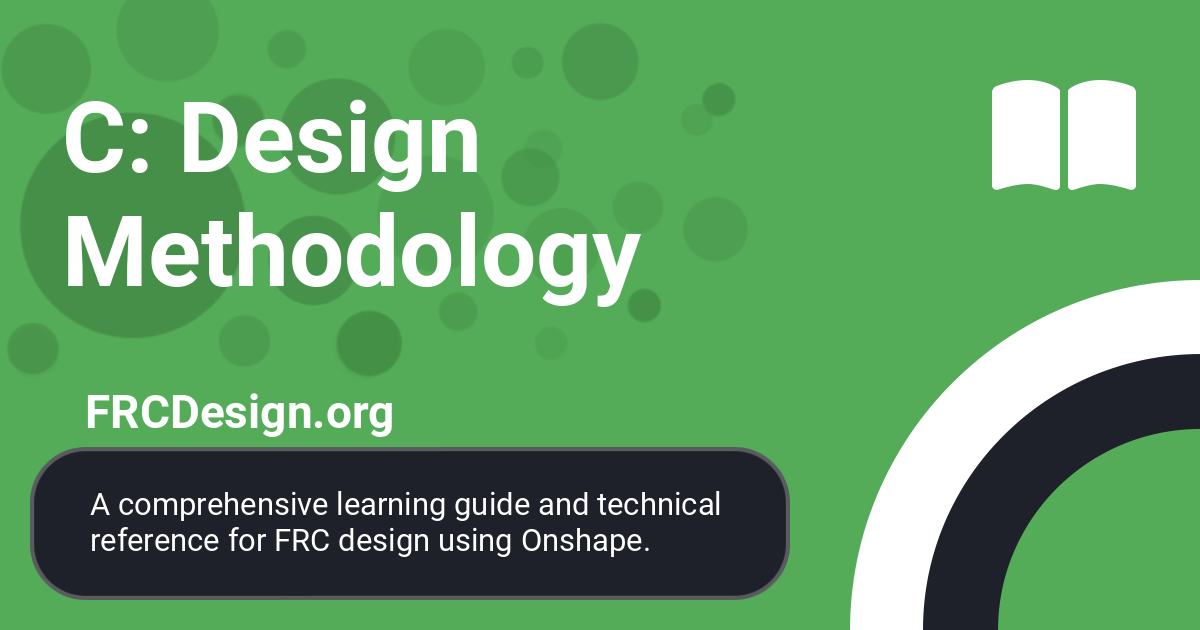 C: Design
Methodology
FRCDesign.org
A comprehensive learning guide and technical
reference for FRC design using Onshape.